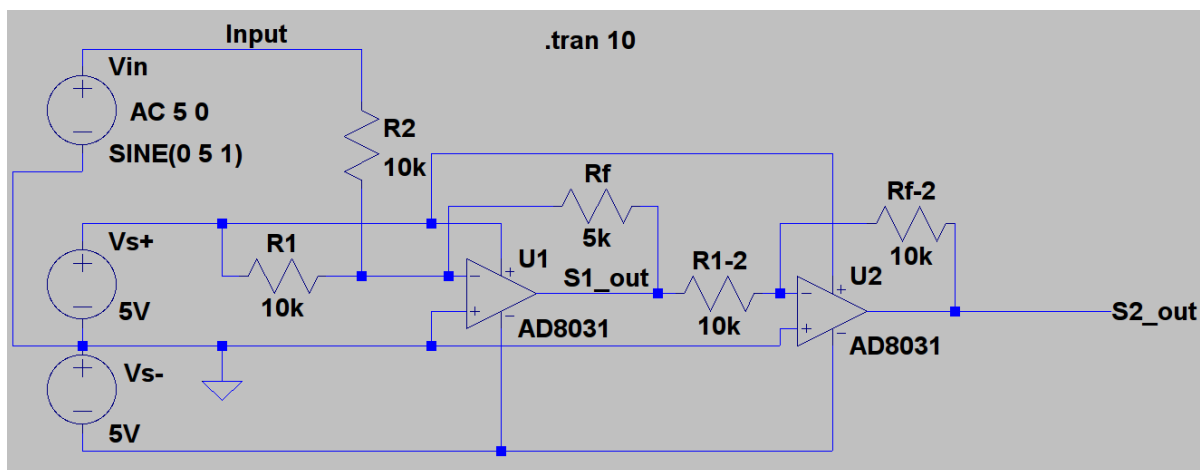 Input
.tran 10
Vin
AC 5 0
SINE(0 5 1)
R2
10k
Rf
5k
Rf-2
10k
Vs+
5V
R1
10k
U1
AD8031
S1_out
R1-2
10k
U2
AD8031
S2_out
Vs-
5V